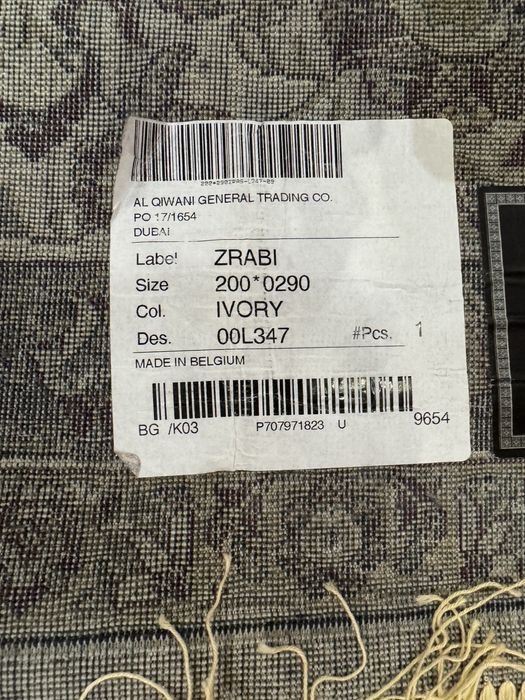 AL QIWANI GENERAL TRADING CO.
PO 17/1654
DUBAI
Label ZRABI
Size 200*0290
Col. IVORY
Des. 00L347 #Pcs. 1
MADE IN BELGIUM
BG /K03 P707971823 U 9654